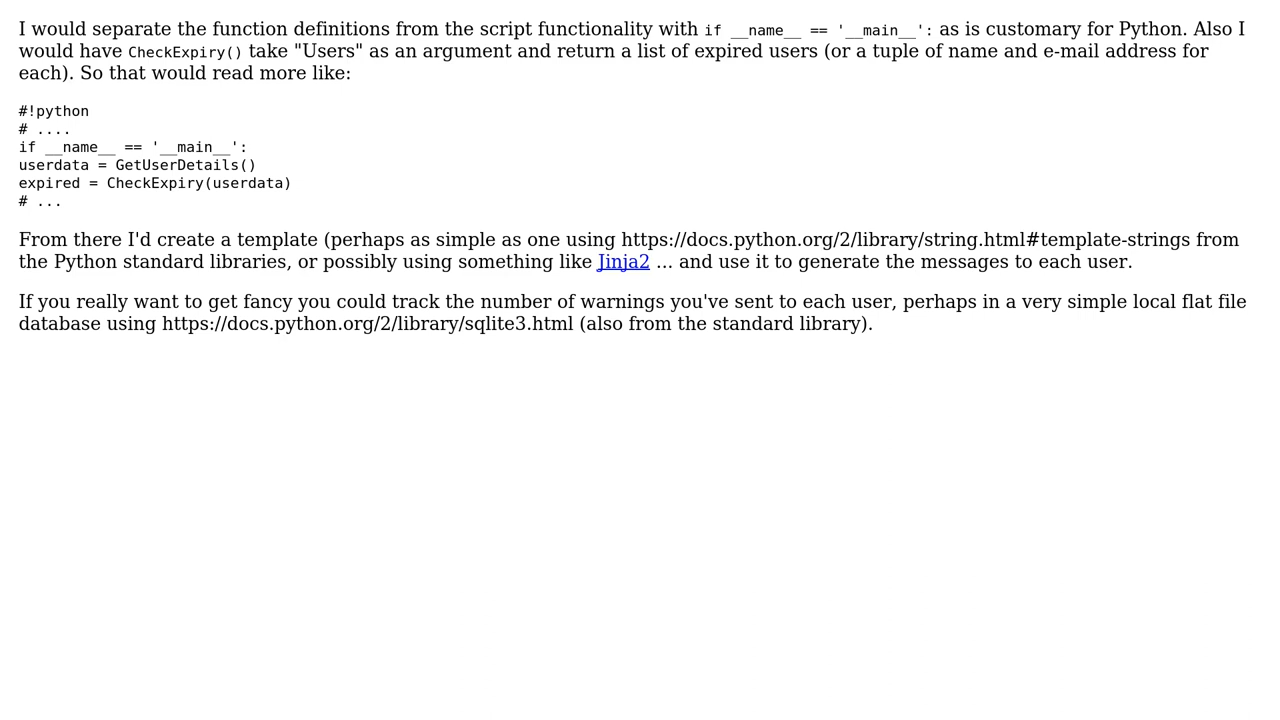 I would separate the function definitions from the script functionality with if __name__ == '__main__': as is customary for Python. Also I
would have CheckExpiry() take "Users" as an argument and return a list of expired users (or a tuple of name and e-mail address for
each). So that would read more like:
#!python
# ....
if __name__ == '__main__':
userdata = GetUserDetails()
expired = CheckExpiry(userdata)
# ...
From there I'd create a template (perhaps as simple as one using https://docs.python.org/2/library/string.html#template-strings from
the Python standard libraries, or possibly using something like Jinja2 ... and use it to generate the messages to each user.
If you really want to get fancy you could track the number of warnings you've sent to each user, perhaps in a very simple local flat file
database using https://docs.python.org/2/library/sqlite3.html (also from the standard library).